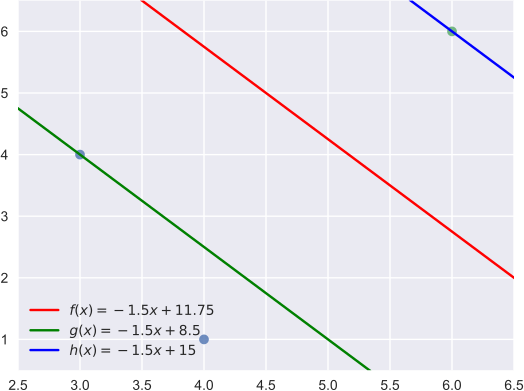 6
5
4
3
2
1
f(x) = −1.5x + 11.75
g(x) = −1.5x + 8.5
h(x) = −1.5x + 15
2.5 3.0 3.5 4.0 4.5 5.0 5.5 6.0 6.5